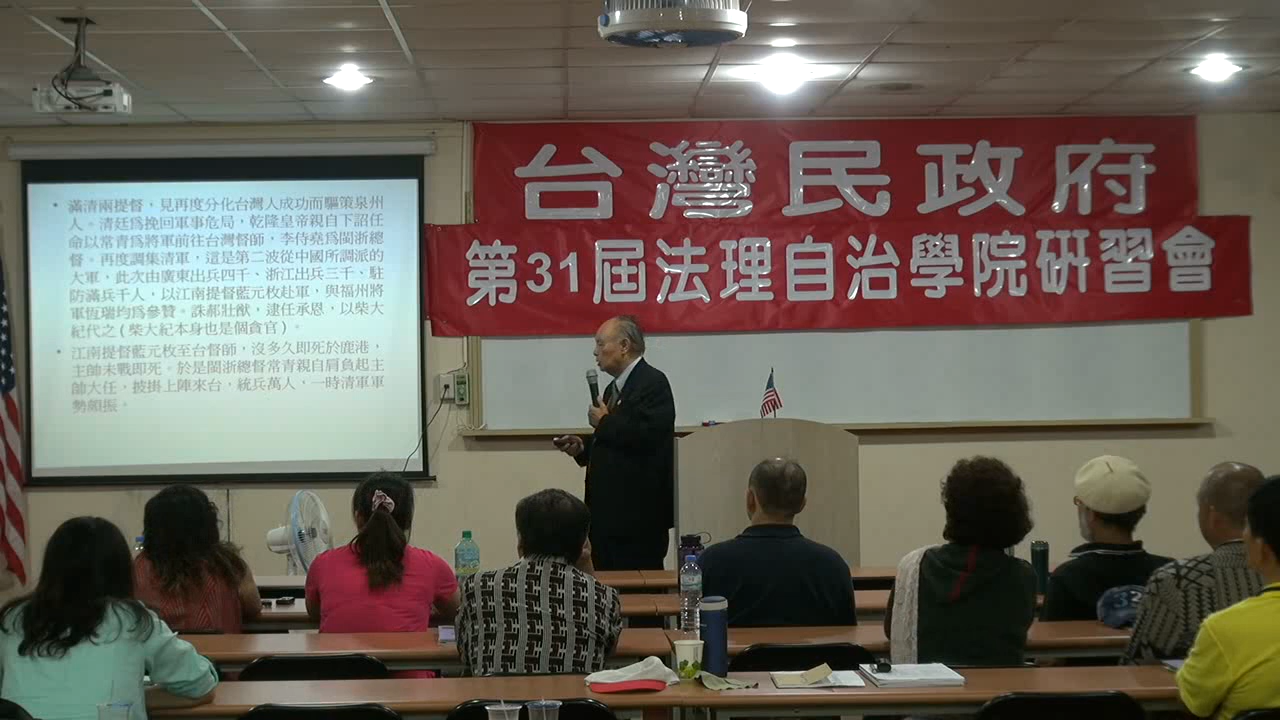 台灣民政府
第31屆法理自治學院研習會
• 滿清兩提督，見再度分化台灣人成功而驅策泉州
人。清廷爲挽回軍事危局，乾隆皇帝親自下詔任
命以常青爲將軍前往台灣督師，李侍堯爲閩浙總
督。再度調集清軍，這是第二波從中國所調派的
大軍，此次由廣東出兵四千、浙江出兵三千、駐
防滿兵千人，以江南提督藍元枚赴軍，與福州將
軍恆瑞均爲參贊。誅郝壯猷，逮任承恩，以柴大
紀代之(柴大紀本身也是個貪官)。
• 江南提督藍元枚至台督師，沒多久即死於鹿港，
主帥未戰即死。於是閩浙總督常青親自肩負起主
帥大任，披掛上陣來台，統兵萬人，一時清軍軍
勢頗振。